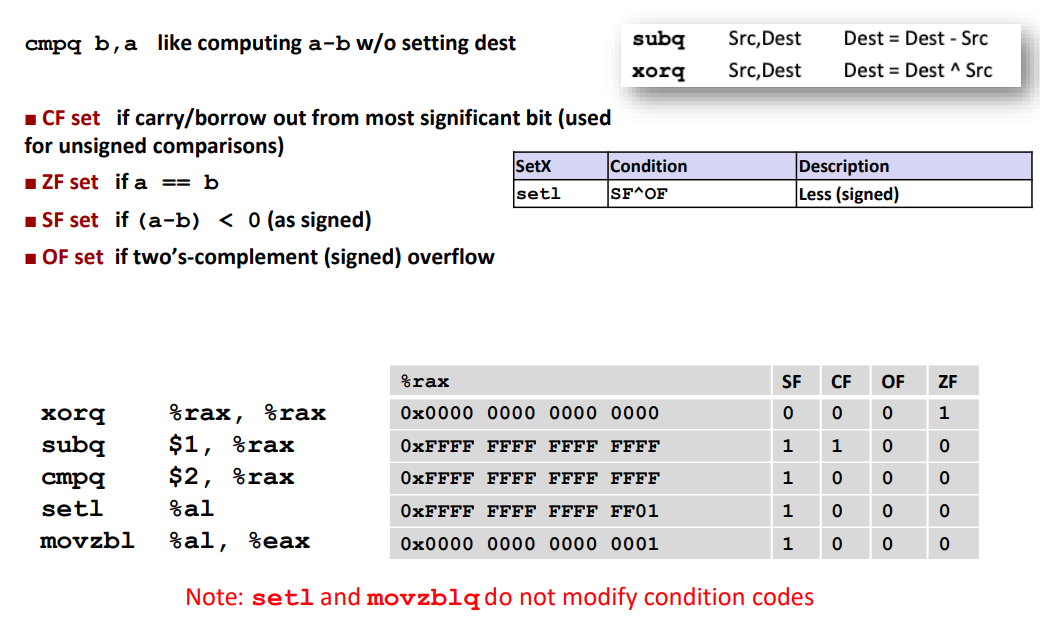 cmpq b,a like computing a-b w/o setting dest
subq Src,Dest Dest = Dest - Src
xorq Src,Dest Dest = Dest ^ Src
■ CF set if carry/borrow out from most significant bit (used
for unsigned comparisons)
■ ZF set if a == b
■ SF set if (a-b) < 0 (as signed)
■ OF set if two’s-complement (signed) overflow
SetX Condition Description
setl SF^OF Less (signed)
%rax SF CF OF ZF
xorq %rax, %rax 0x0000 0000 0000 0000 0 0 0 1
subq $1, %rax 0xFFFF FFFF FFFF FFFF 1 1 0 0
cmpq $2, %rax 0xFFFF FFFF FFFF FFFF 1 0 0 0
setl %al 0xFFFF FFFF FFFF FF01 1 0 0 0
movzbl %al, %eax 0x0000 0000 0000 0001 1 0 0 0
Note: setl and movzblq do not modify condition codes